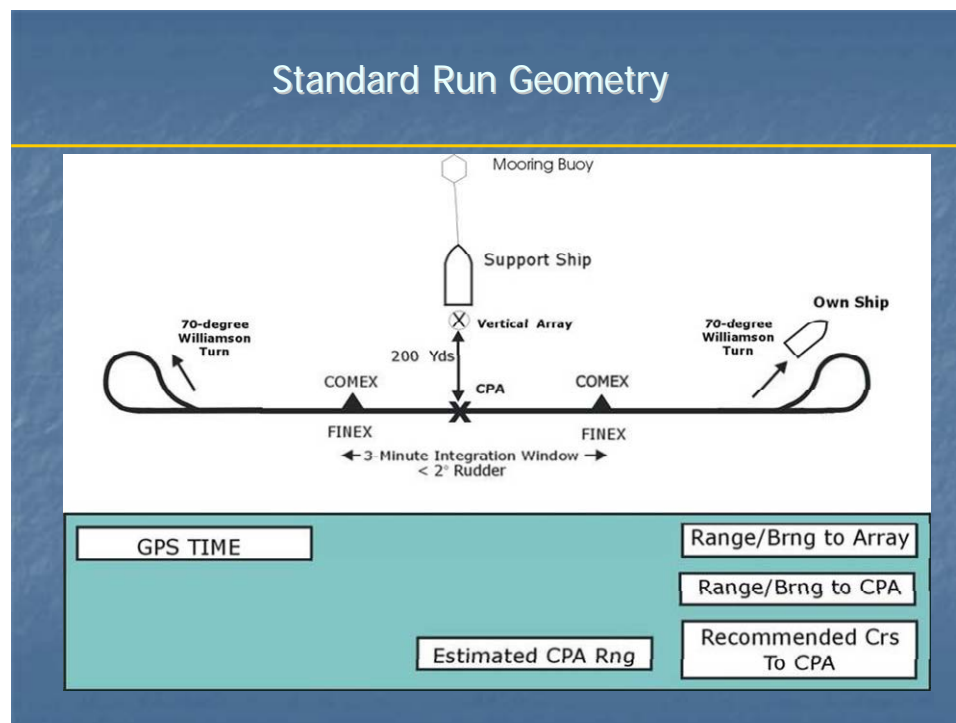 Standard Run Geometry
Mooring Buoy
Support Ship
Own Ship
70-degree
Williamson
Turn
Vertical Array
70-degree
Williamson
Turn
200 Yds
COMEX
CPA
COMEX
X
FINEX
FINEX
3-Minute Integration Window
< 2° Rudder
GPS TIME
Range/Brng to Array
Range/Brng to CPA
Estimated CPA Rng
Recommended Crs
To CPA